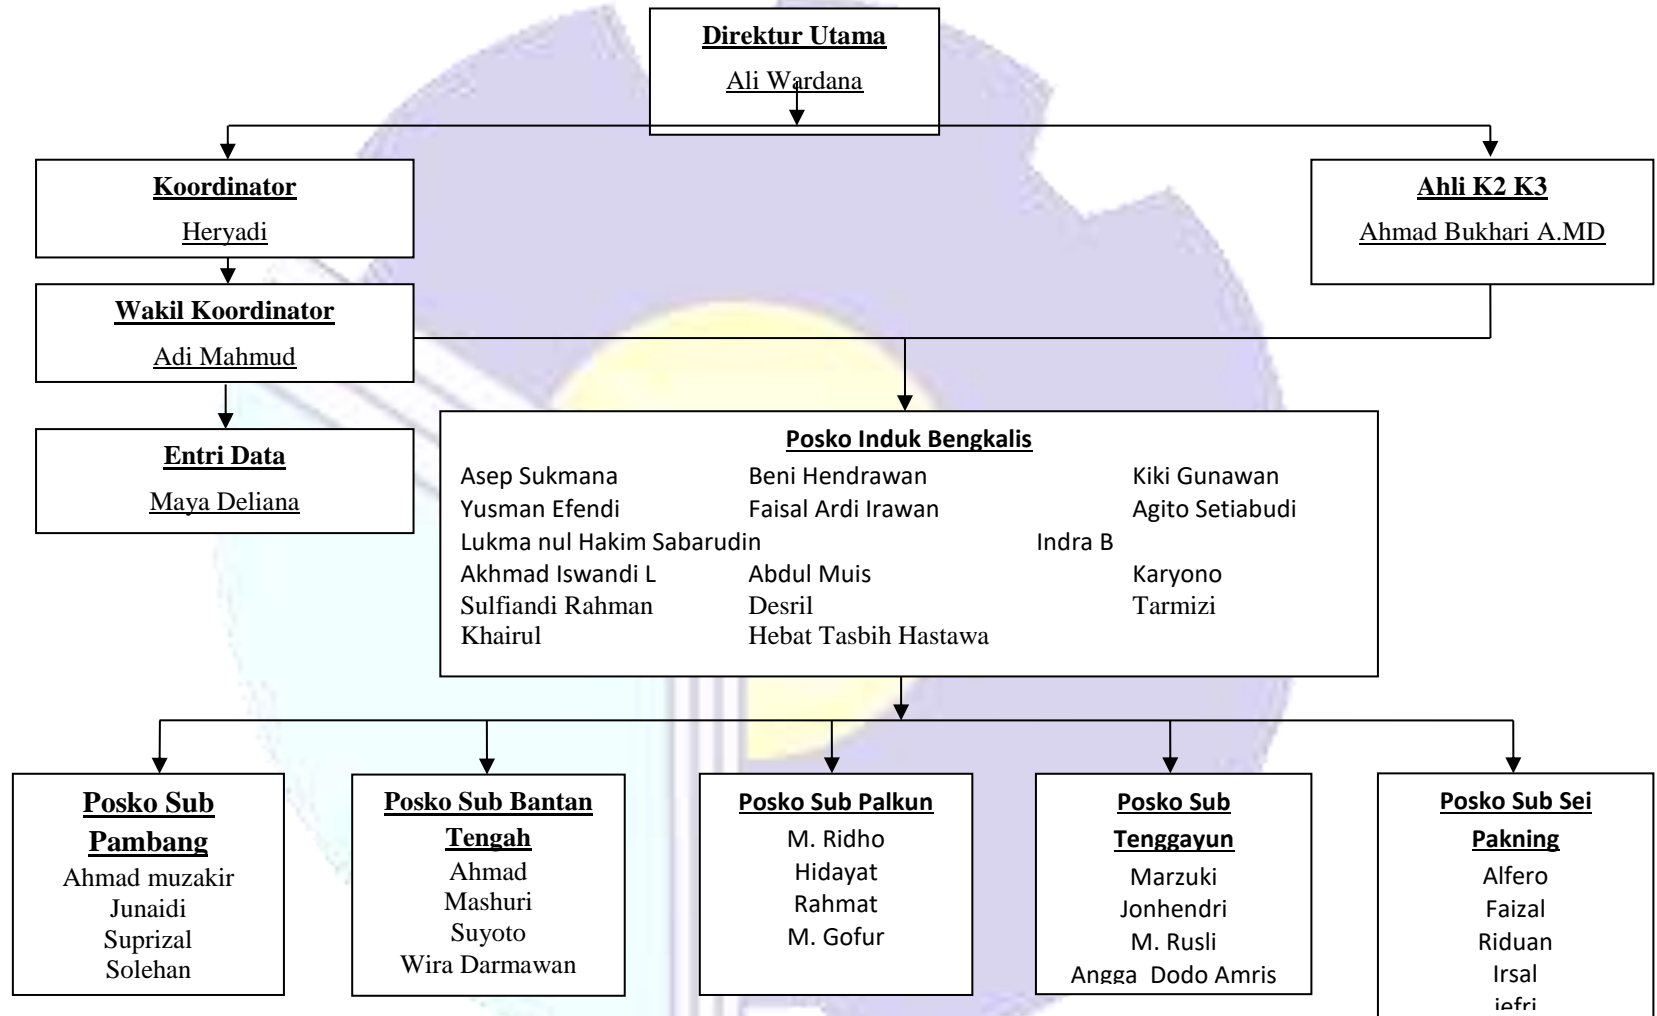 Direktur Utama
Ali Wardana
Koordinator
Heryadi
Ahli K2 K3
Ahmad Bukhari A.MD
Wakil Koordinator
Adi Mahmud
Entri Data
Maya Deliana
Posko Induk Bengkalis
Asep Sukmana Beni Hendrawan Kiki Gunawan
Yusman Efendi Faisal Ardi Irawan Agito Setiabudi
Lukma nul Hakim Sabarudin Indra B
Akhmad Iswandi L Abdul Muis Karyono
Sulfiandi Rahman Desril Tarmizi
Khairul Hebat Tasbih Hastawa
Posko Sub
Pambang
Ahmad muzakir
Junaidi
Suprizal
Solehan
Posko Sub Bantan
Tengah
Ahmad
Mashuri
Suyoto
Wira Darmawan
Posko Sub Palkun
M. Ridho
Hidayat
Rahmat
M. Gofur
Posko Sub
Tenggayun
Marzuki
Jonhendri
M. Rusli
Angga Dodo Amris
Posko Sub Sei
Pakning
Alfero
Faizal
Riduan
Irsal
jefri